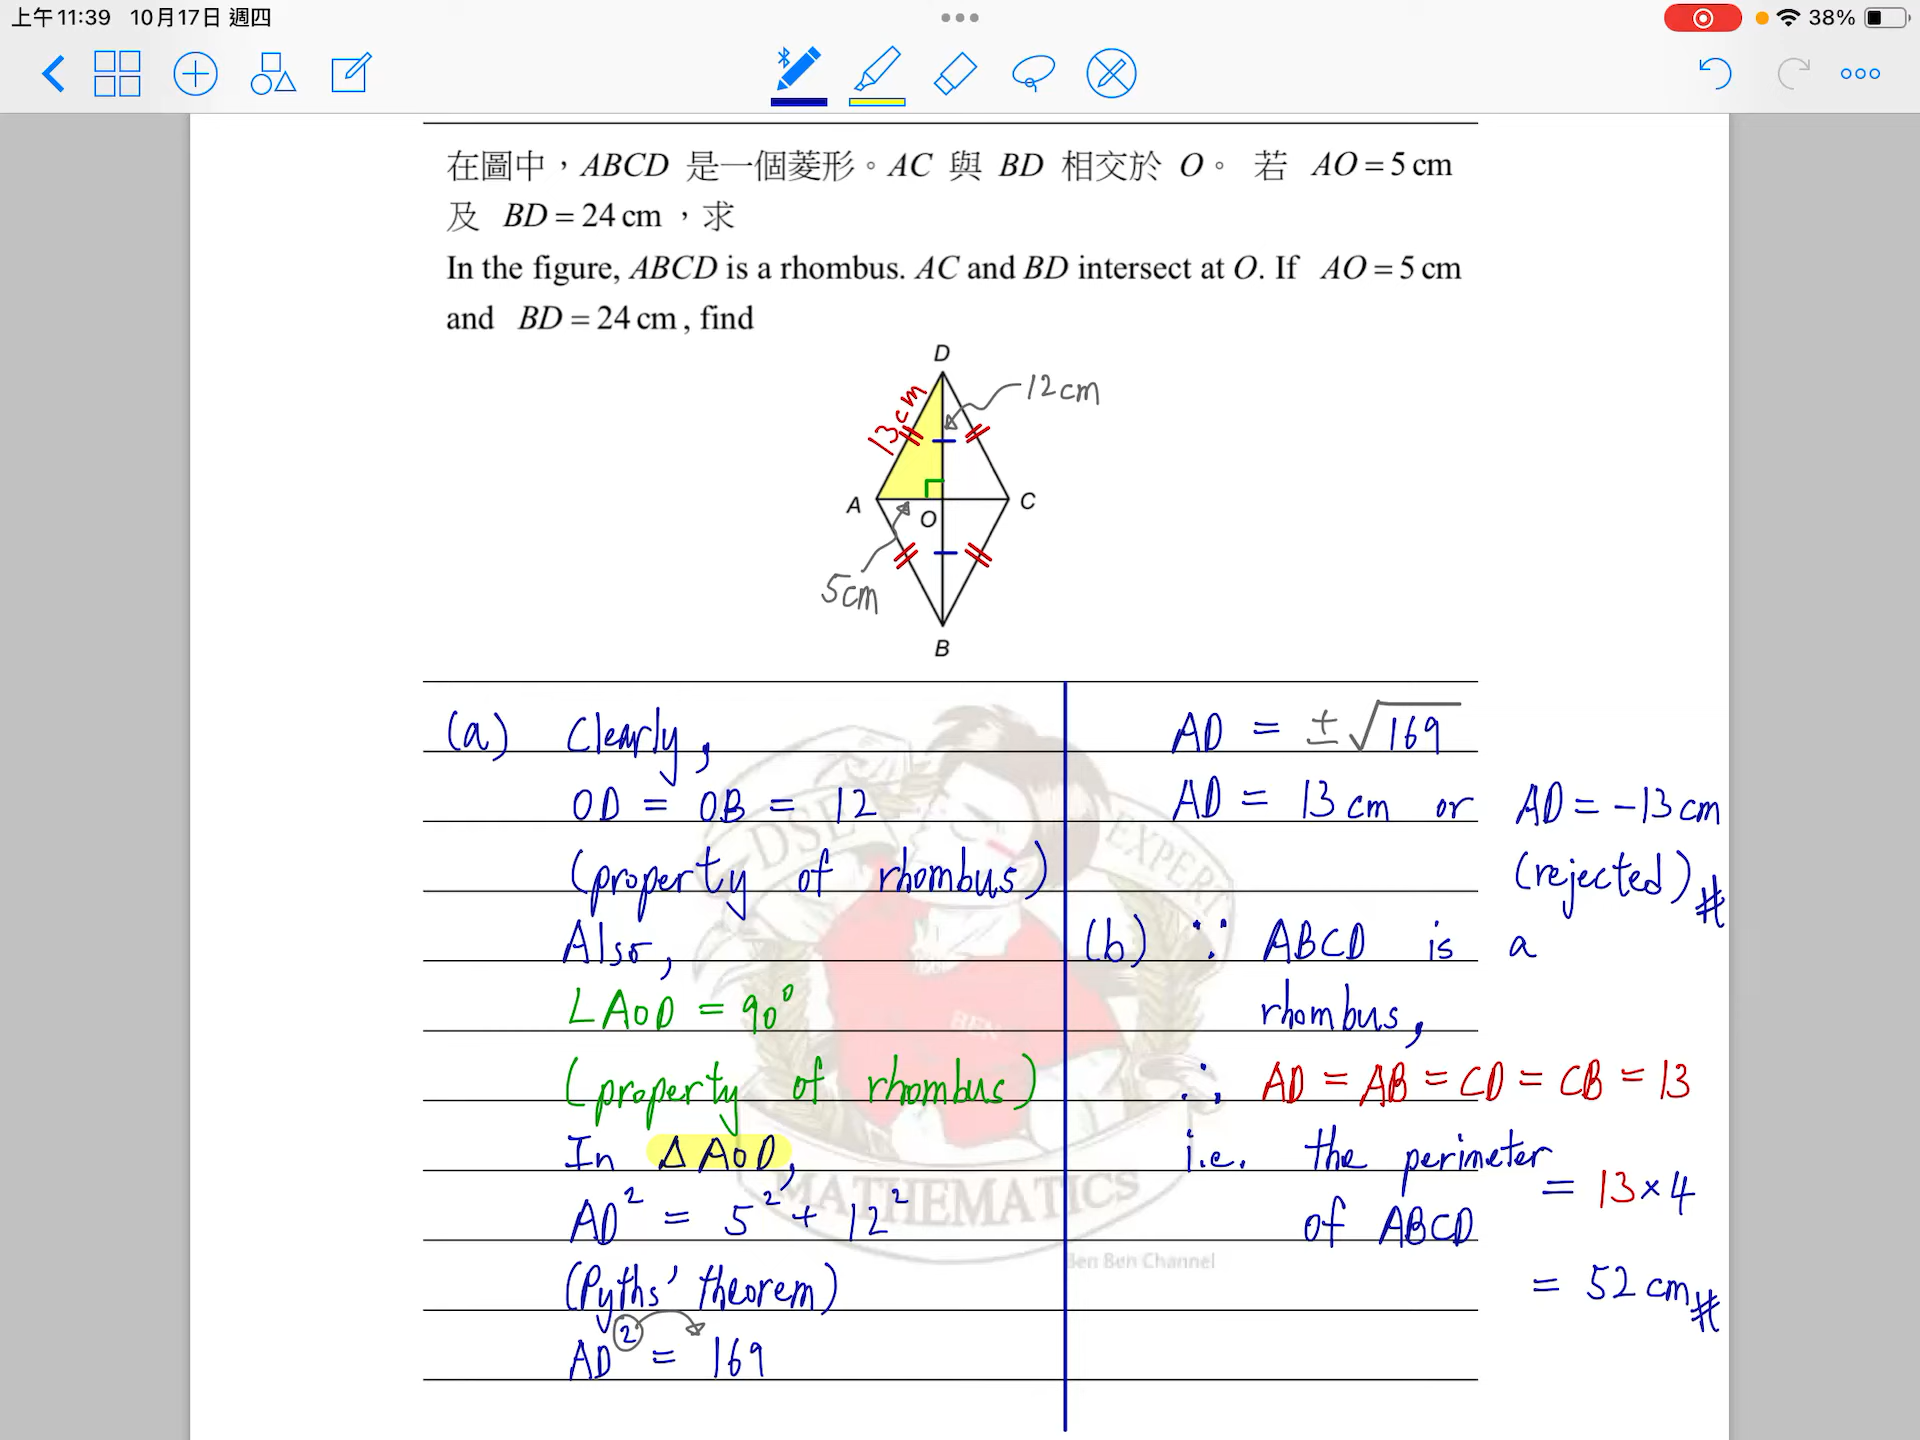 上午11:39 10月17日 週四
38%
在圖中，ABCD 是一個菱形。AC 與 BD 相交於 O。 若 AO = 5 cm
及 BD = 24 cm ，求
In the figure, ABCD is a rhombus. AC and BD intersect at O. If AO = 5 cm
and BD = 24 cm , find
D
12cm
13cm
A
O
C
5cm
B
(a) Clearly,
OD = OB = 12
(property of rhombus)
Also,
∠AOD = 90°
(property of rhombus)
In ΔAOD,
AD² = 5² + 12²
(Pyths' theorem)
AD² = 169
AD = ±√169
AD = 13 cm or AD = -13 cm
(rejected) #
(b) ∵ ABCD is a
rhombus,
∴ AD = AB = CD = CB = 13
i.e. the perimeter
of ABCD
= 13×4
= 52 cm #
DSE
EXPERT
BEN
MATHEMATICS
Ben Ben Channel